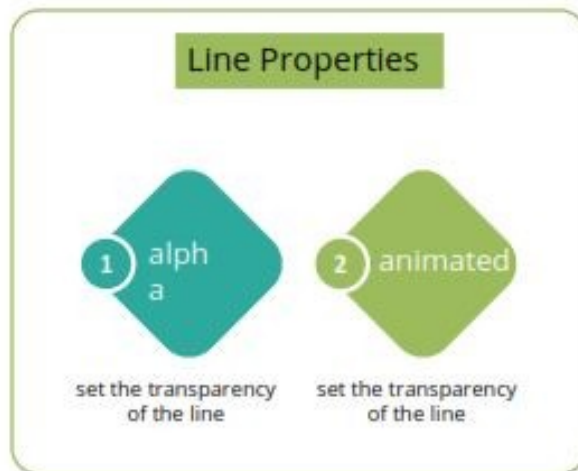 Line Properties
1
alph
a
2
animated
set the transparency
of the line
set the transparency
of the line